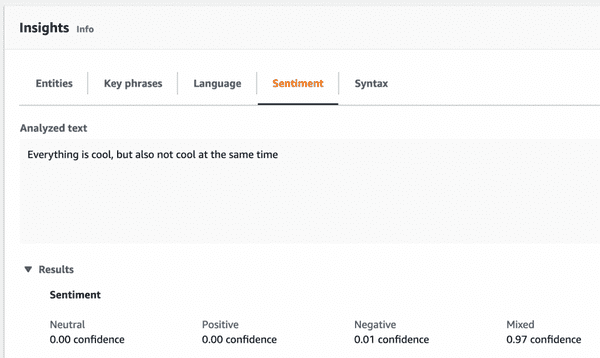 Insights Info
Entities Key phrases Language Sentiment Syntax
Analyzed text
Everything is cool, but also not cool at the same time
Results
Sentiment
Neutral Positive Negative Mixed
0.00 confidence 0.00 confidence 0.01 confidence 0.97 confidence